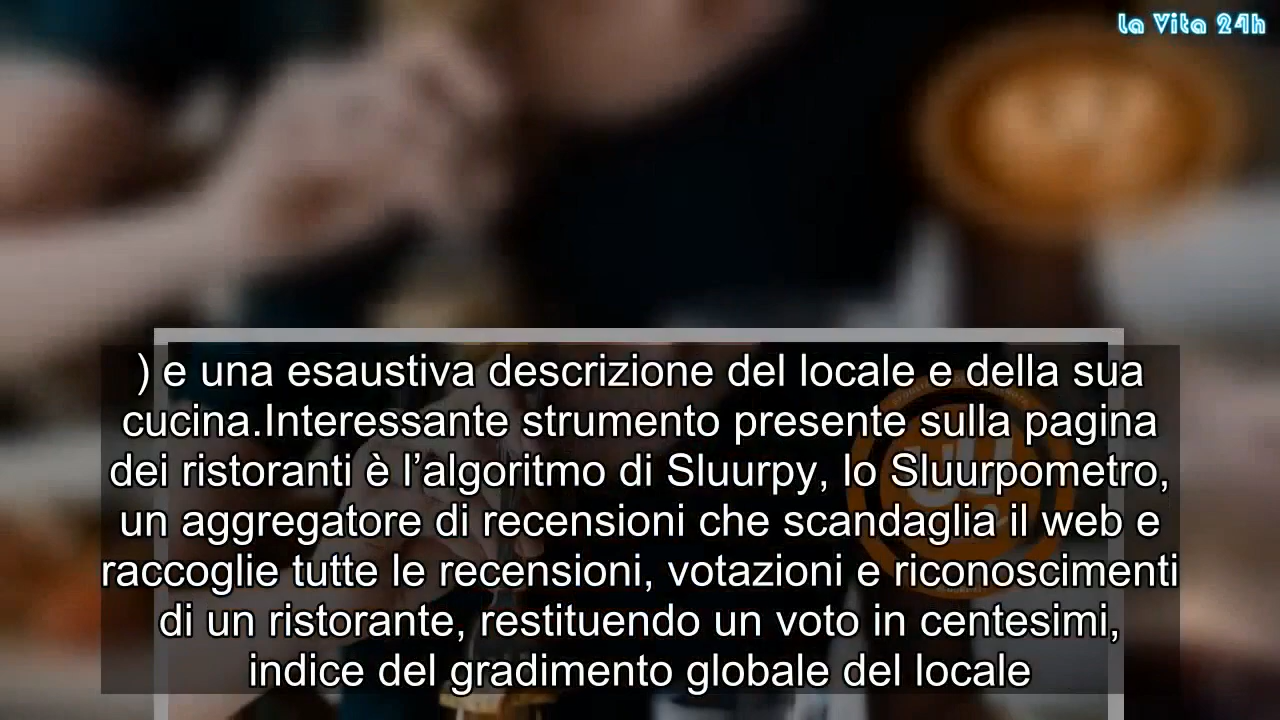 La Vita 24h
) e una esaustiva descrizione del locale e della sua
cucina.Interessante strumento presente sulla pagina
dei ristoranti è l’algoritmo di Sluurpy, lo Sluurpometro,
un aggregatore di recensioni che scandaglia il web e
raccoglie tutte le recensioni, votazioni e riconoscimenti
di un ristorante, restituendo un voto in centesimi,
indice del gradimento globale del locale